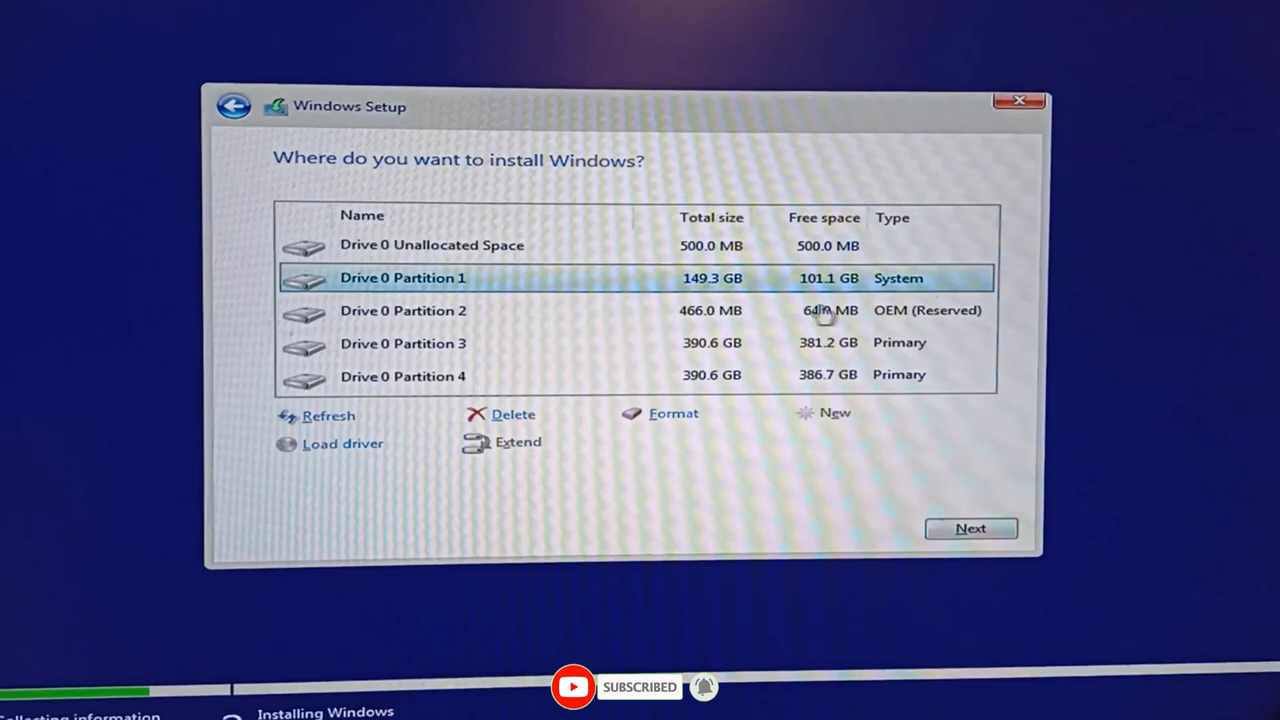 Windows Setup
Where do you want to install Windows?
Name Total size Free space Type
Drive 0 Unallocated Space 500.0 MB 500.0 MB
Drive 0 Partition 1 149.3 GB 101.1 GB System
Drive 0 Partition 2 466.0 MB MB OEM (Reserved)
Drive 0 Partition 3 390.6 GB 381.2 GB Primary
Drive 0 Partition 4 390.6 GB 386.7 GB Primary
Refresh Delete Format New
Load driver Extend
Next
SUBSCRIBED
information Installing Windows